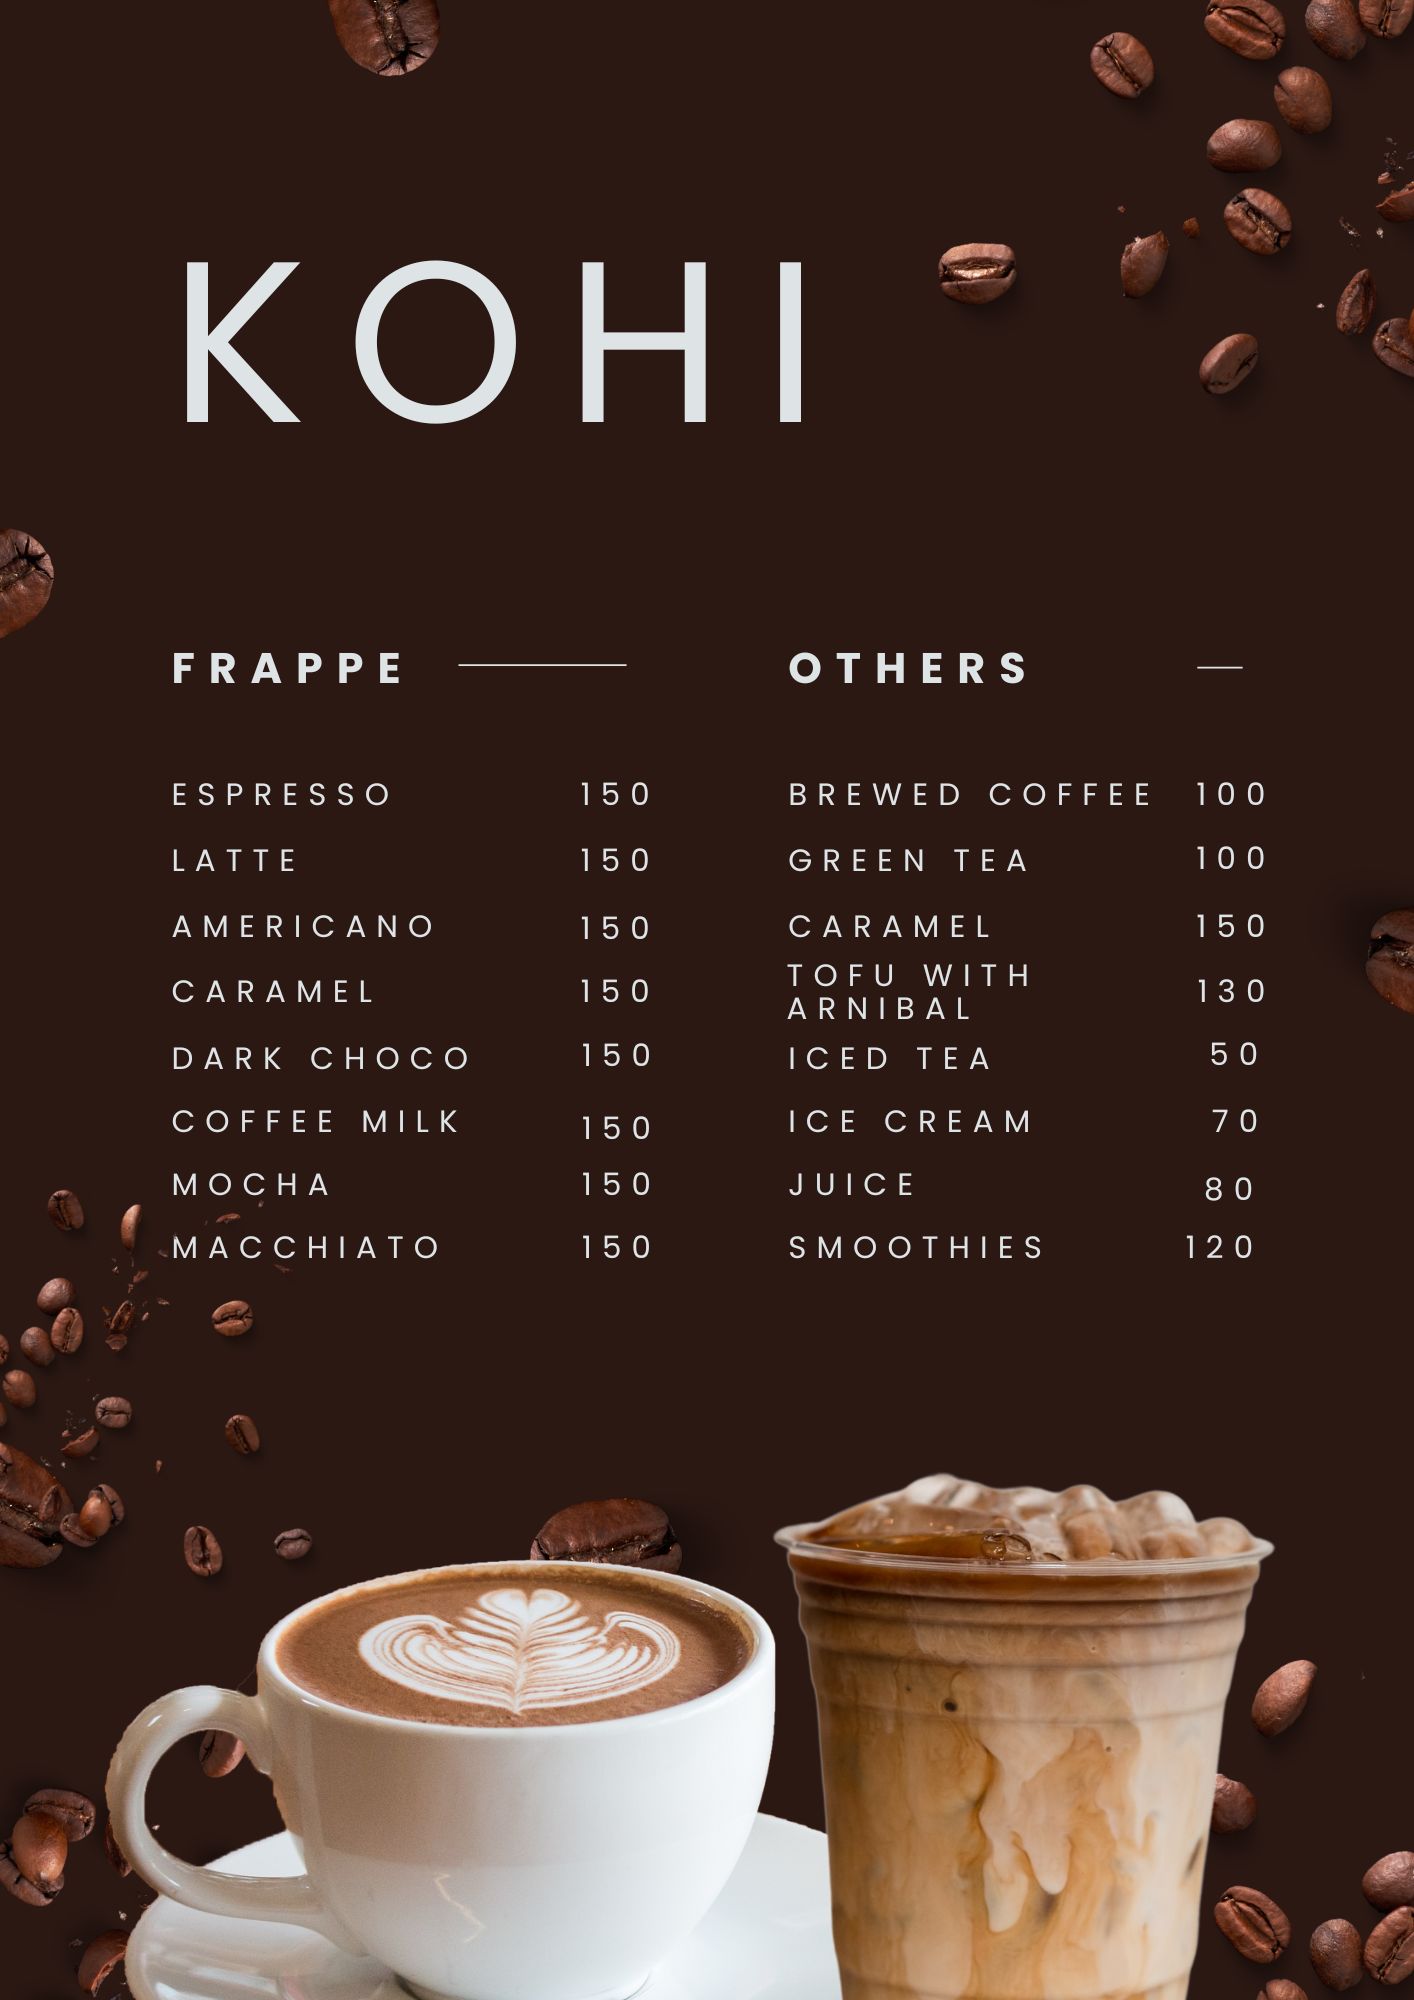 KOHI
FRAPPE
ESPRESSO 150
LATTE 150
AMERICANO 150
CARAMEL 150
DARK CHOCO 150
COFFEE MILK 150
MOCHA 150
MACCHIATO 150
OTHERS
BREWED COFFEE 100
GREEN TEA 100
CARAMEL 150
TOFU WITH
ARNIBAL 130
ICED TEA 50
ICE CREAM 70
JUICE 80
SMOOTHIES 120